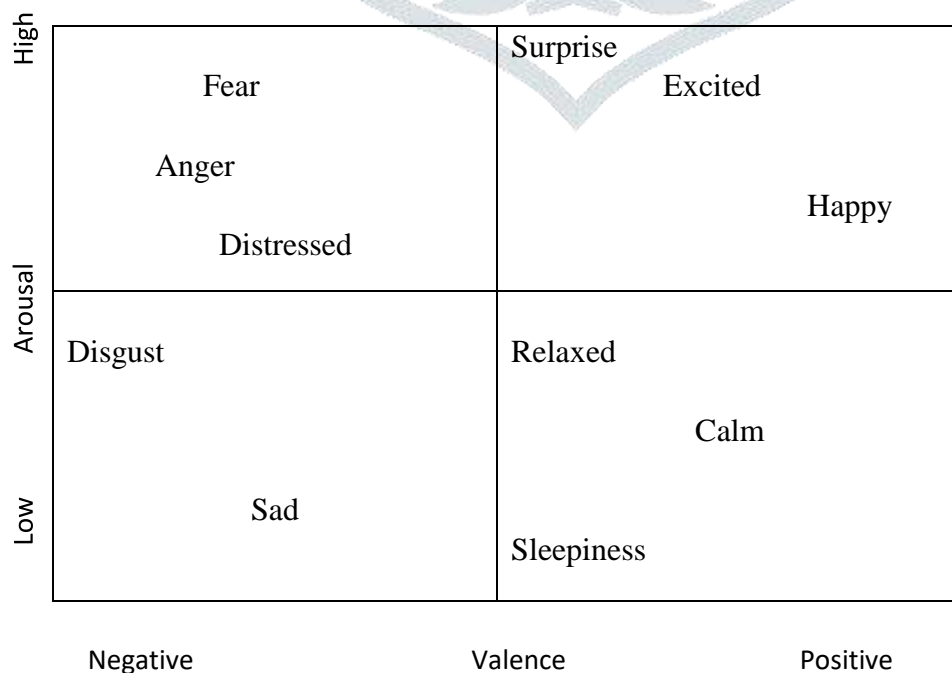 High
Surprise
Fear
Excited
Anger
Happy
Distressed
Arousal
Disgust
Relaxed
Calm
Low
Sad
Sleepiness
Negative
Valence
Positive